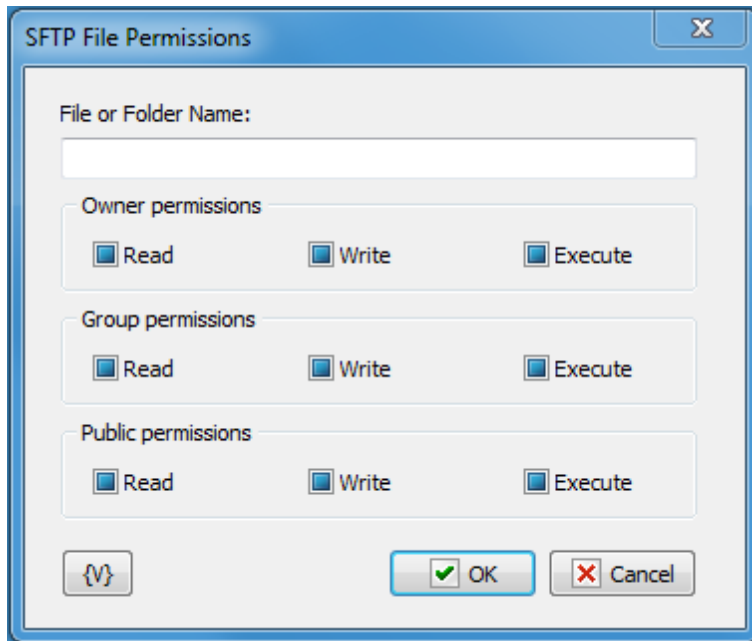 SFTP File Permissions
File or Folder Name:
Owner permissions
Read Write Execute
Group permissions
Read Write Execute
Public permissions
Read Write Execute
{V} OK Cancel